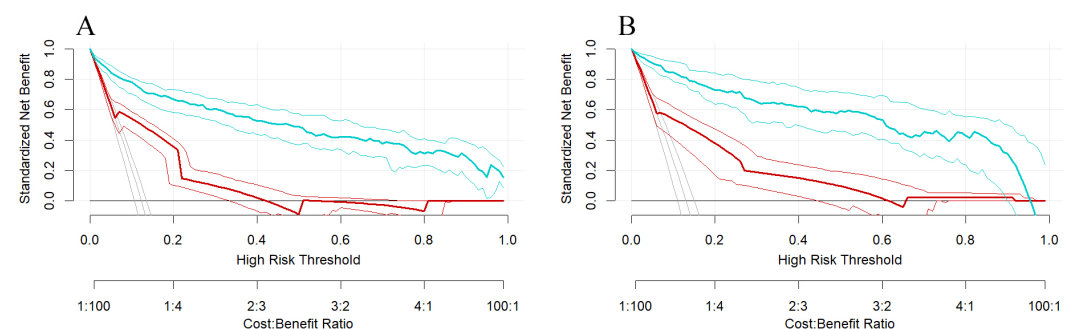 A
Standardized Net Benefit
1.0
0.8
0.6
0.4
0.2
0.0
0.0 0.2 0.4 0.6 0.8 1.0
High Risk Threshold
1:100 1:4 2:3 3:2 4:1 100:1
Cost:Benefit Ratio
B
Standardized Net Benefit
1.0
0.8
0.6
0.4
0.2
0.0
0.0 0.2 0.4 0.6 0.8 1.0
High Risk Threshold
1:100 1:4 2:3 3:2 4:1 100:1
Cost:Benefit Ratio